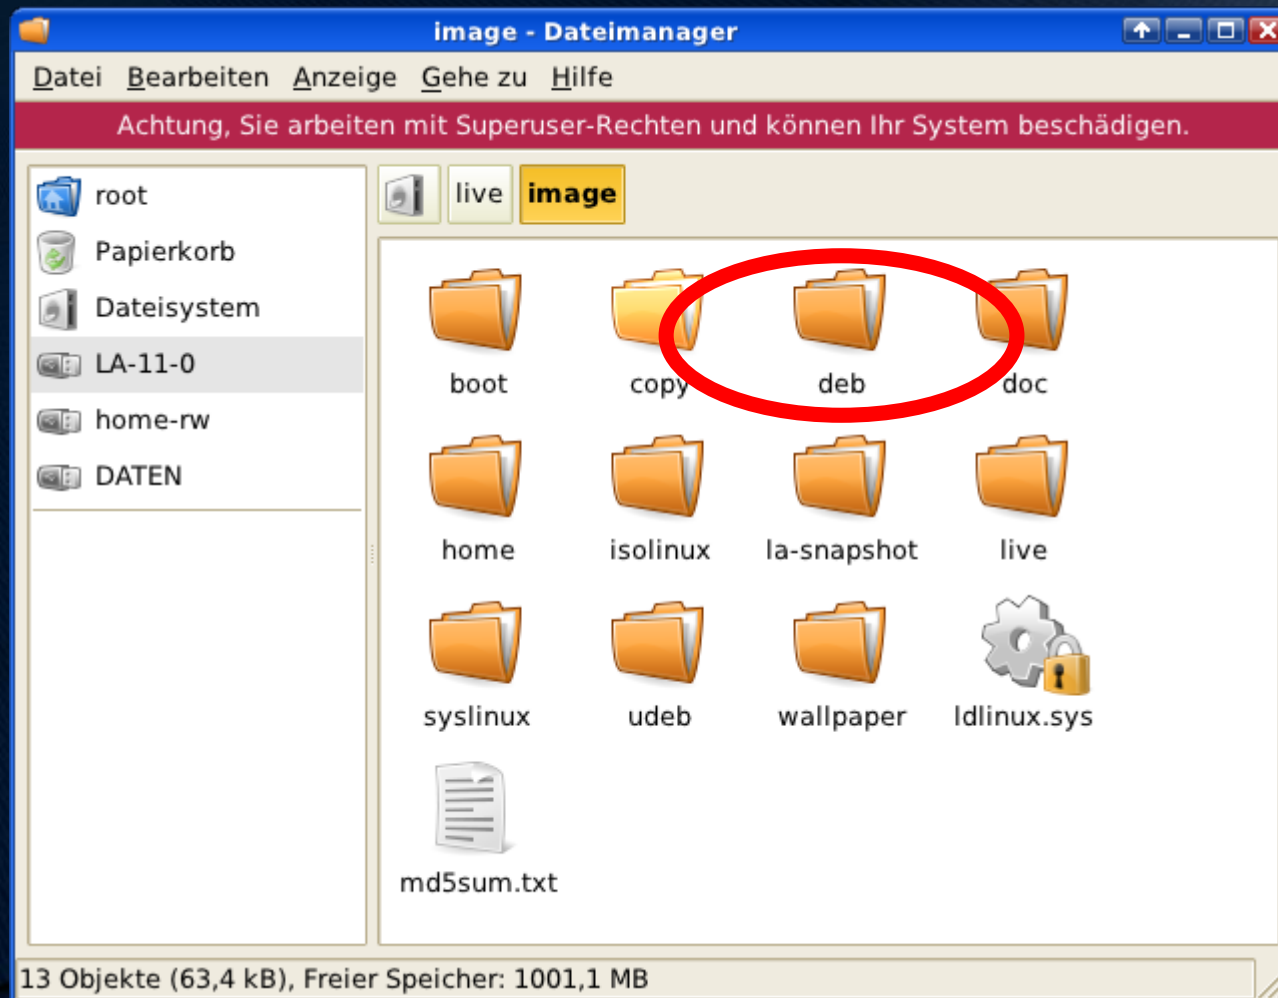 image - Dateimanager
Datei Bearbeiten Anzeige Gehe zu Hilfe
Achtung, Sie arbeiten mit Superuser-Rechten und können Ihr System beschädigen.
root
Papierkorb
Dateisystem
LA-11-0
home-rw
DATEN
live image
boot copy deb doc
home isolinux la-snapshot live
syslinux udeb wallpaper ldlinux.sys
md5sum.txt
13 Objekte (63,4 kB), Freier Speicher: 1001,1 MB